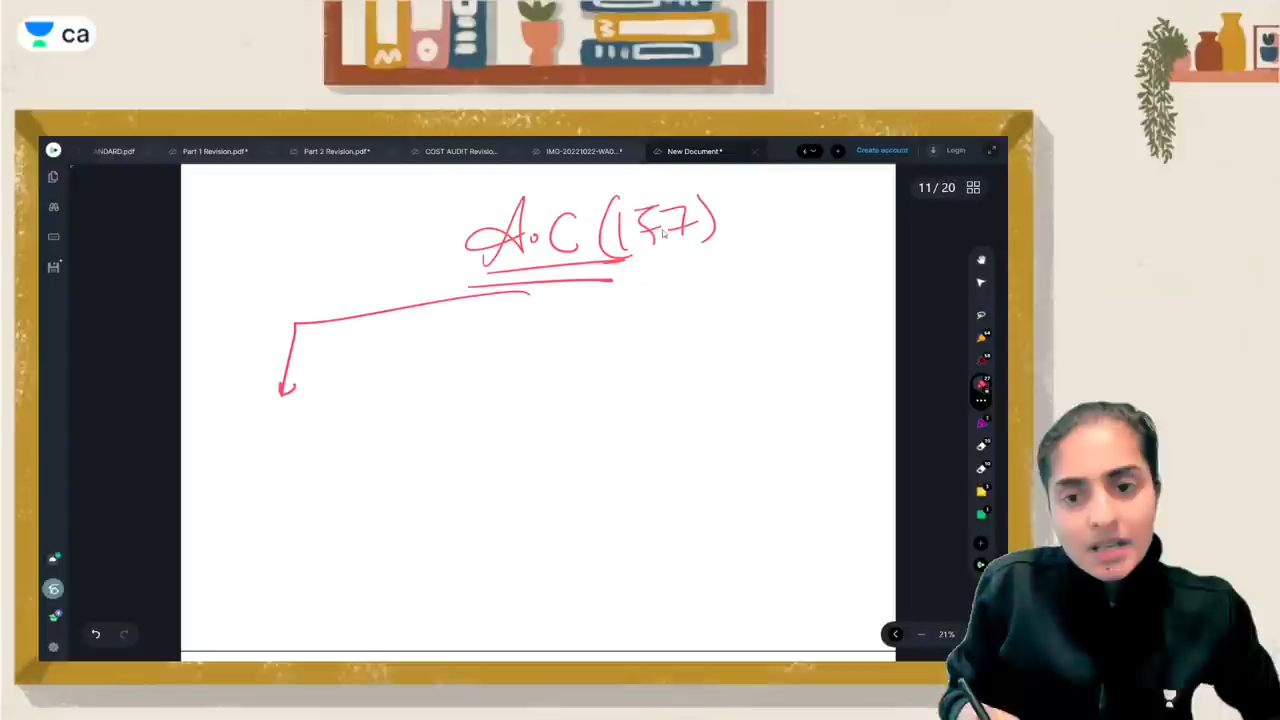 ca
ANDARD.pdf
Part 1 Revision.pdf*
Part 2 Revision.pdf*
COST AUDIT Revisio...
IMG-20221022-WA0...*
New Document*
Create account
Login
11 / 20
A.C (157)
21%